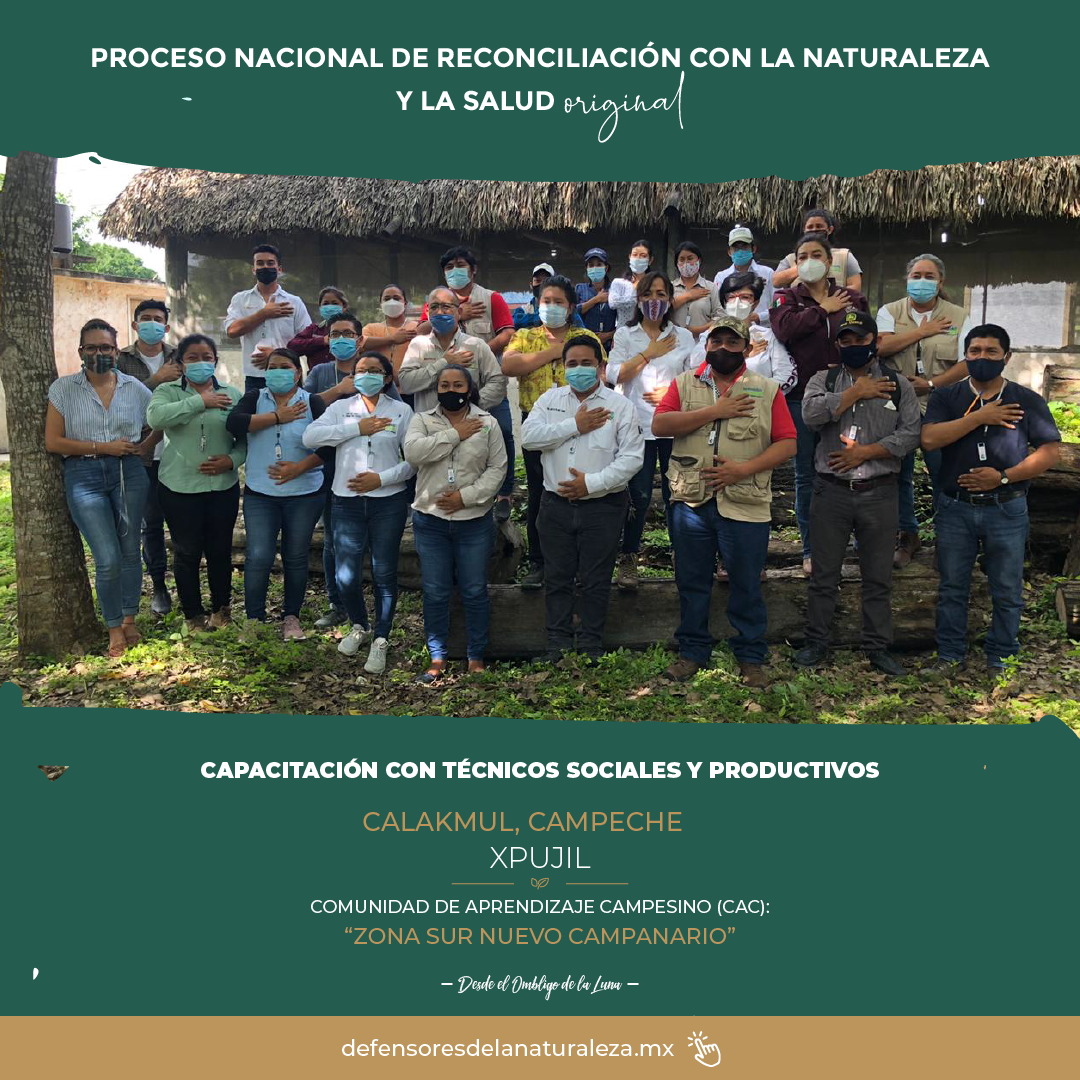 PROCESO NACIONAL DE RECONCILIACIÓN CON LA NATURALEZA
Y LA SALUD original
CAPACITACIÓN CON TÉCNICOS SOCIALES Y PRODUCTIVOS
CALAKMUL, CAMPECHE
XPUJIL
COMUNIDAD DE APRENDIZAJE CAMPESINO (CAC):
“ZONA SUR NUEVO CAMPANARIO”
— Desde el Ombligo de la Luna —
defensoresdelanaturaleza.mx